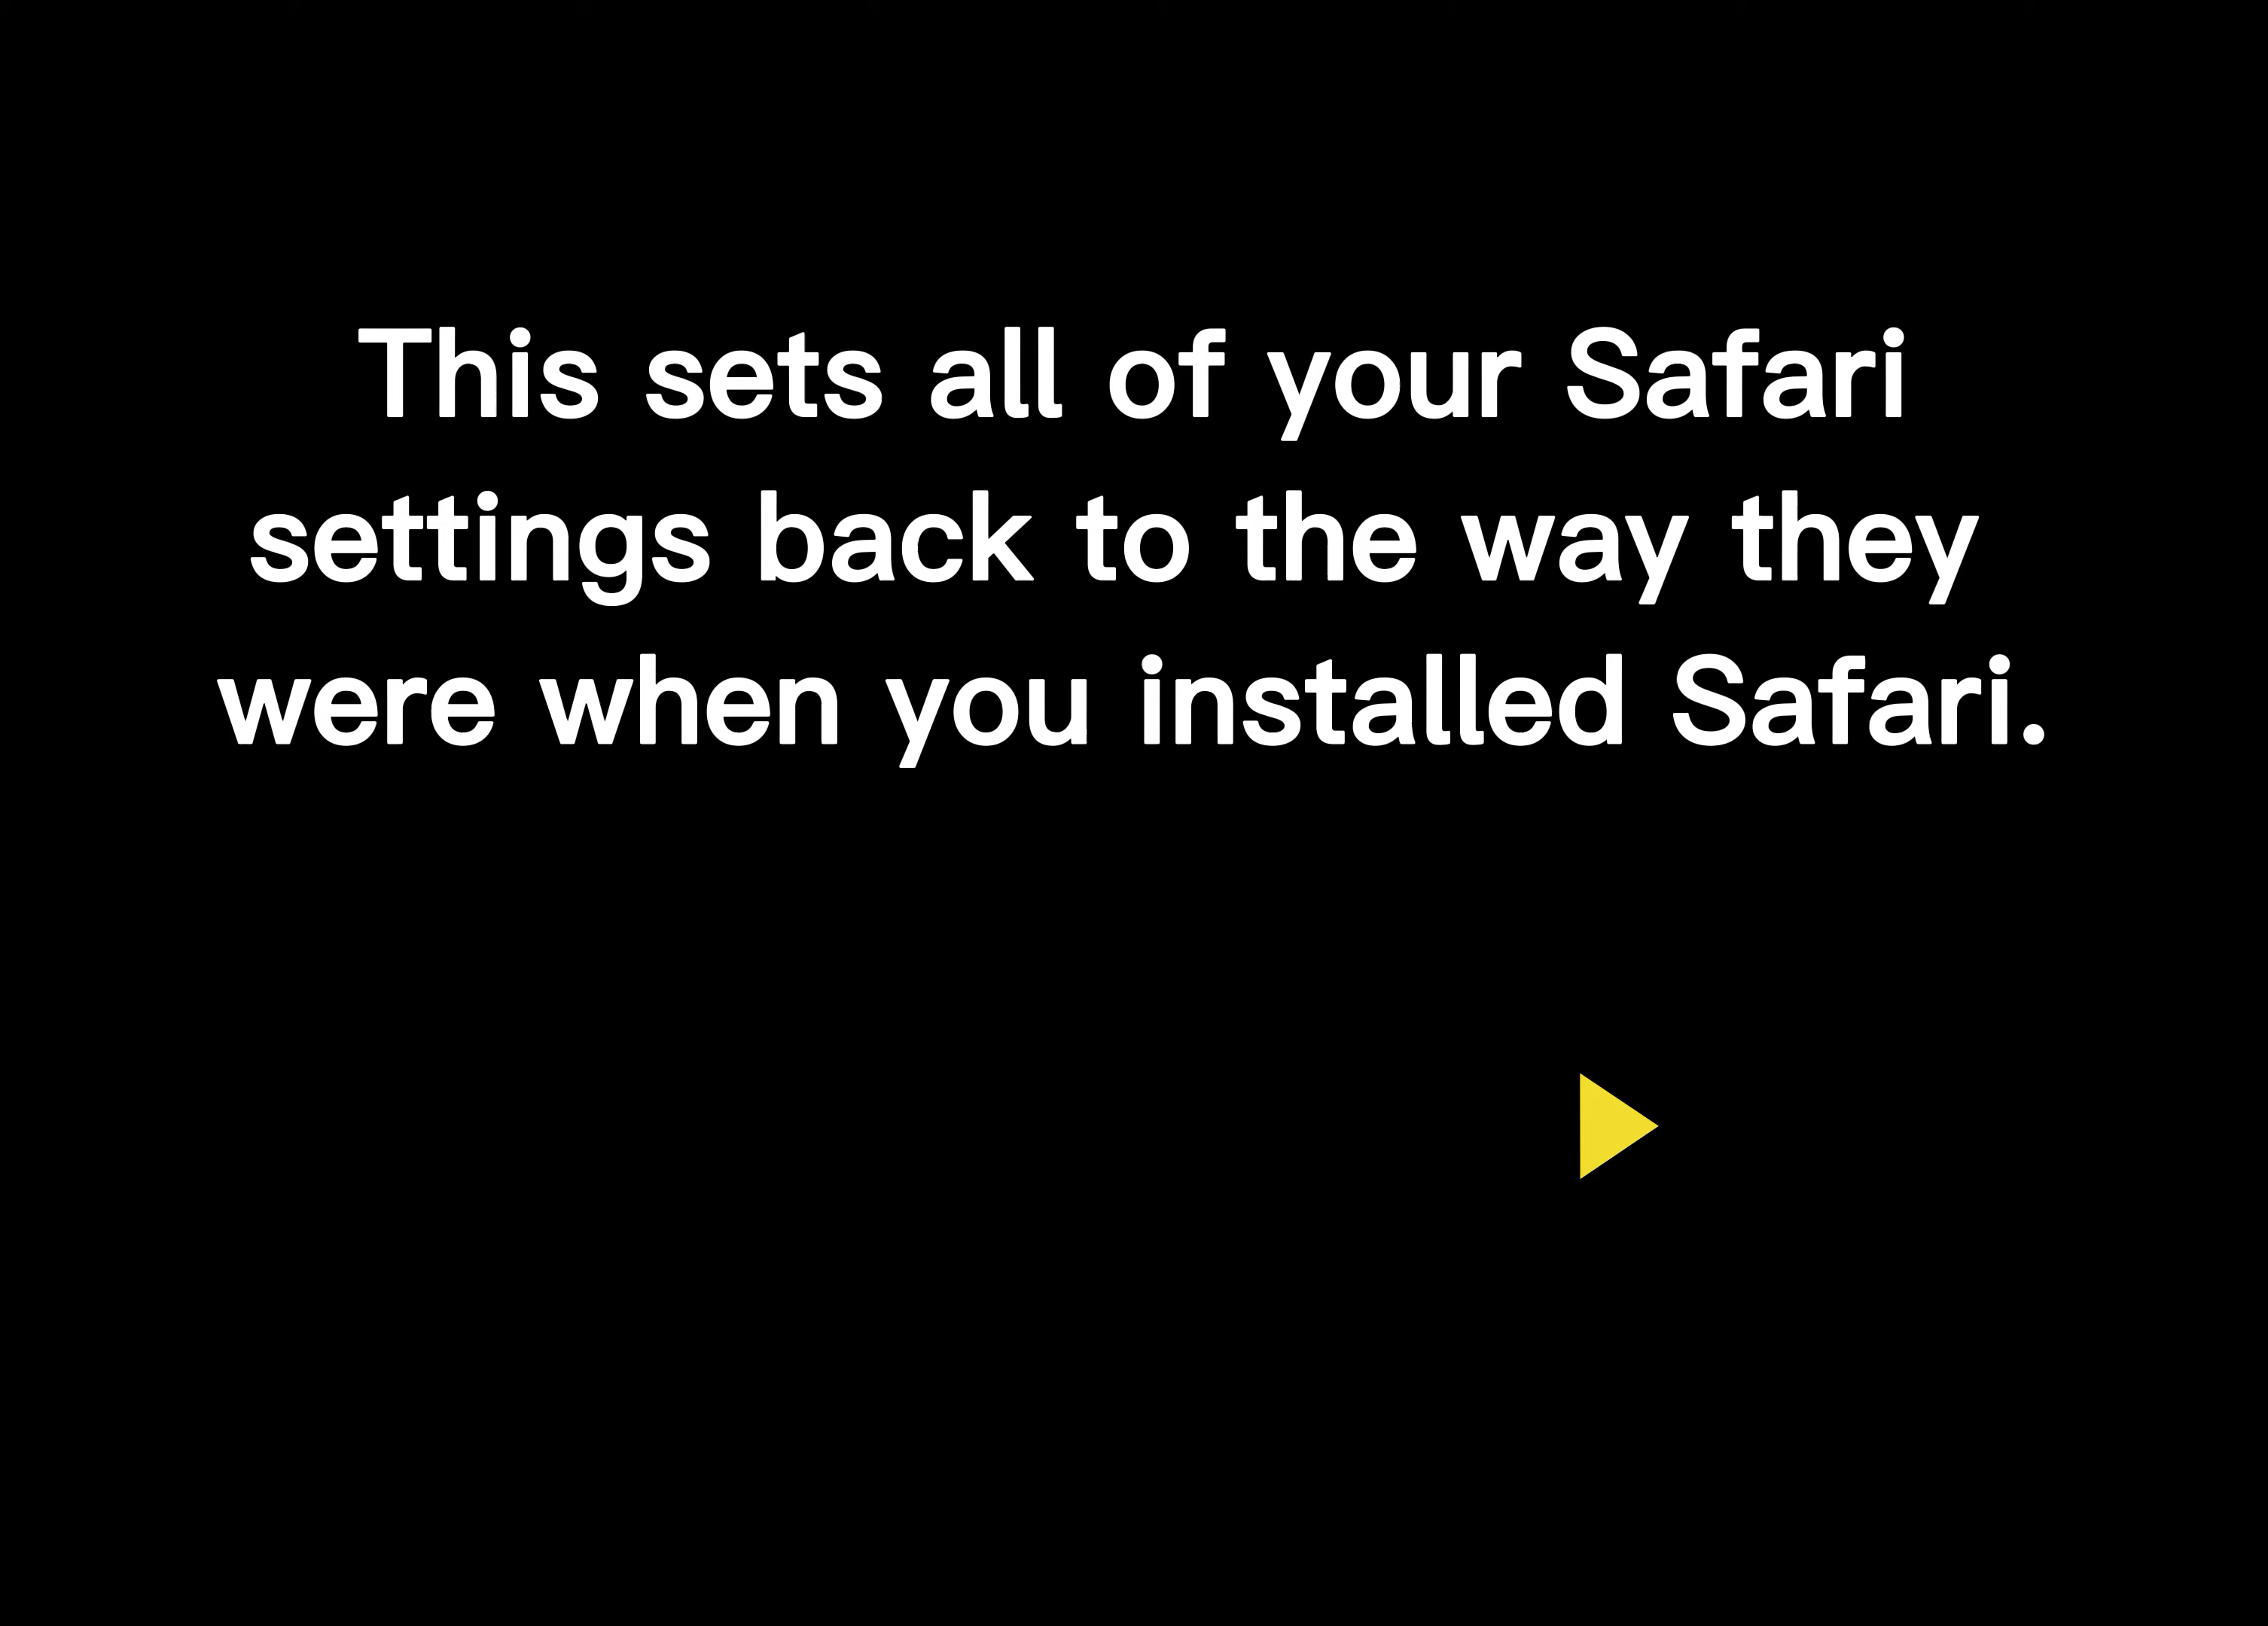 This sets all of your Safari
settings back to the way they
were when you installed Safari.